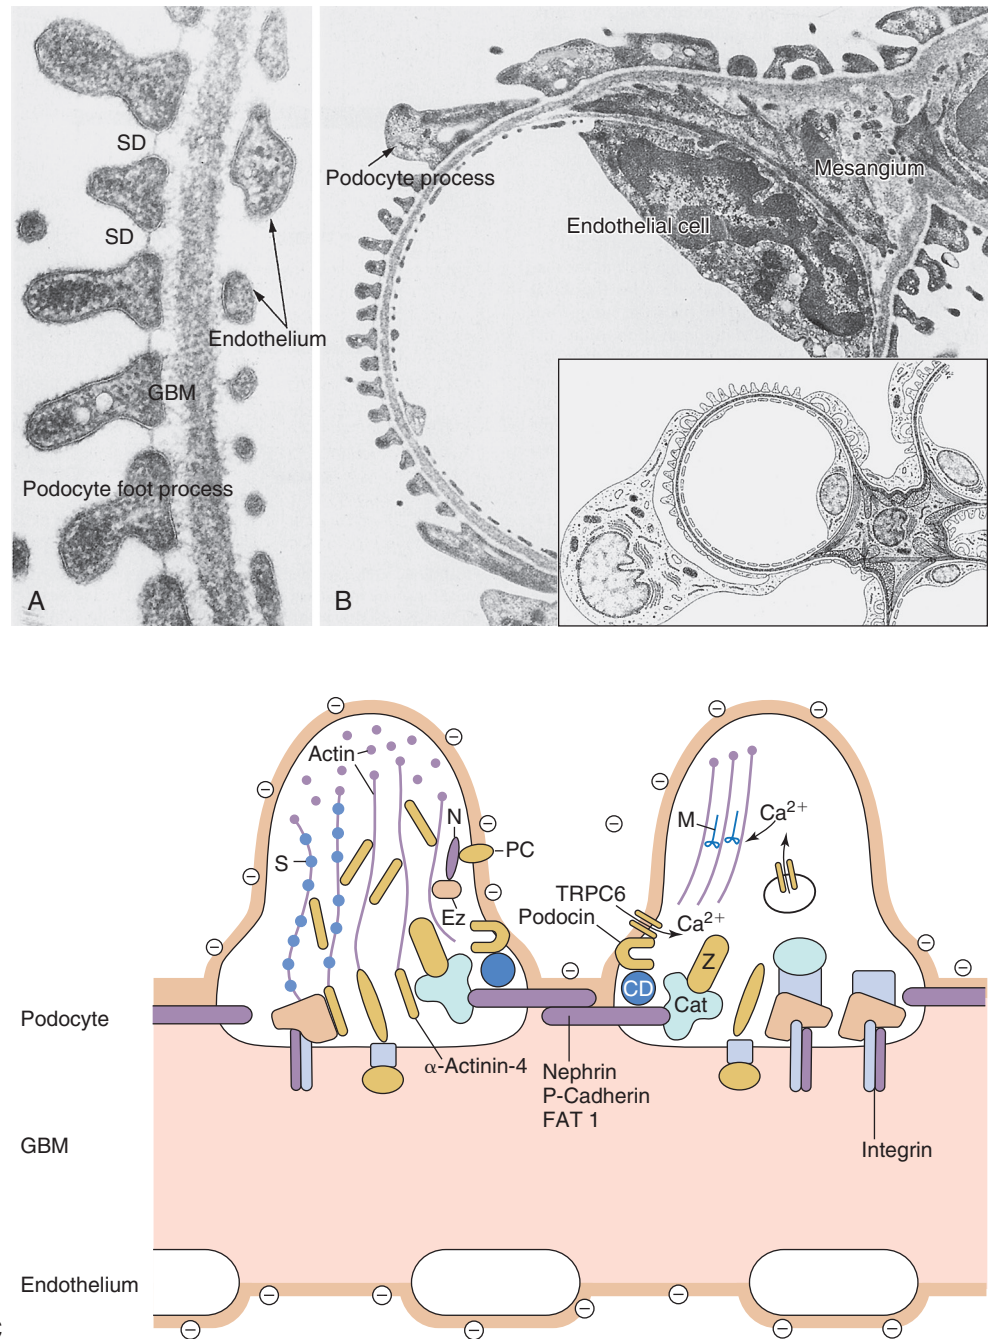 SD
SD
Endothelium
GBM
Podocyte foot process
A
Podocyte process
Mesangium
Endothelial cell
B
Actin
N
PC
S
Ez
M
Ca2+
TRPC6
Podocin
Ca2+
Z
CD
Cat
Podocyte
α-Actinin-4
Nephrin
P-Cadherin
FAT 1
GBM
Integrin
Endothelium